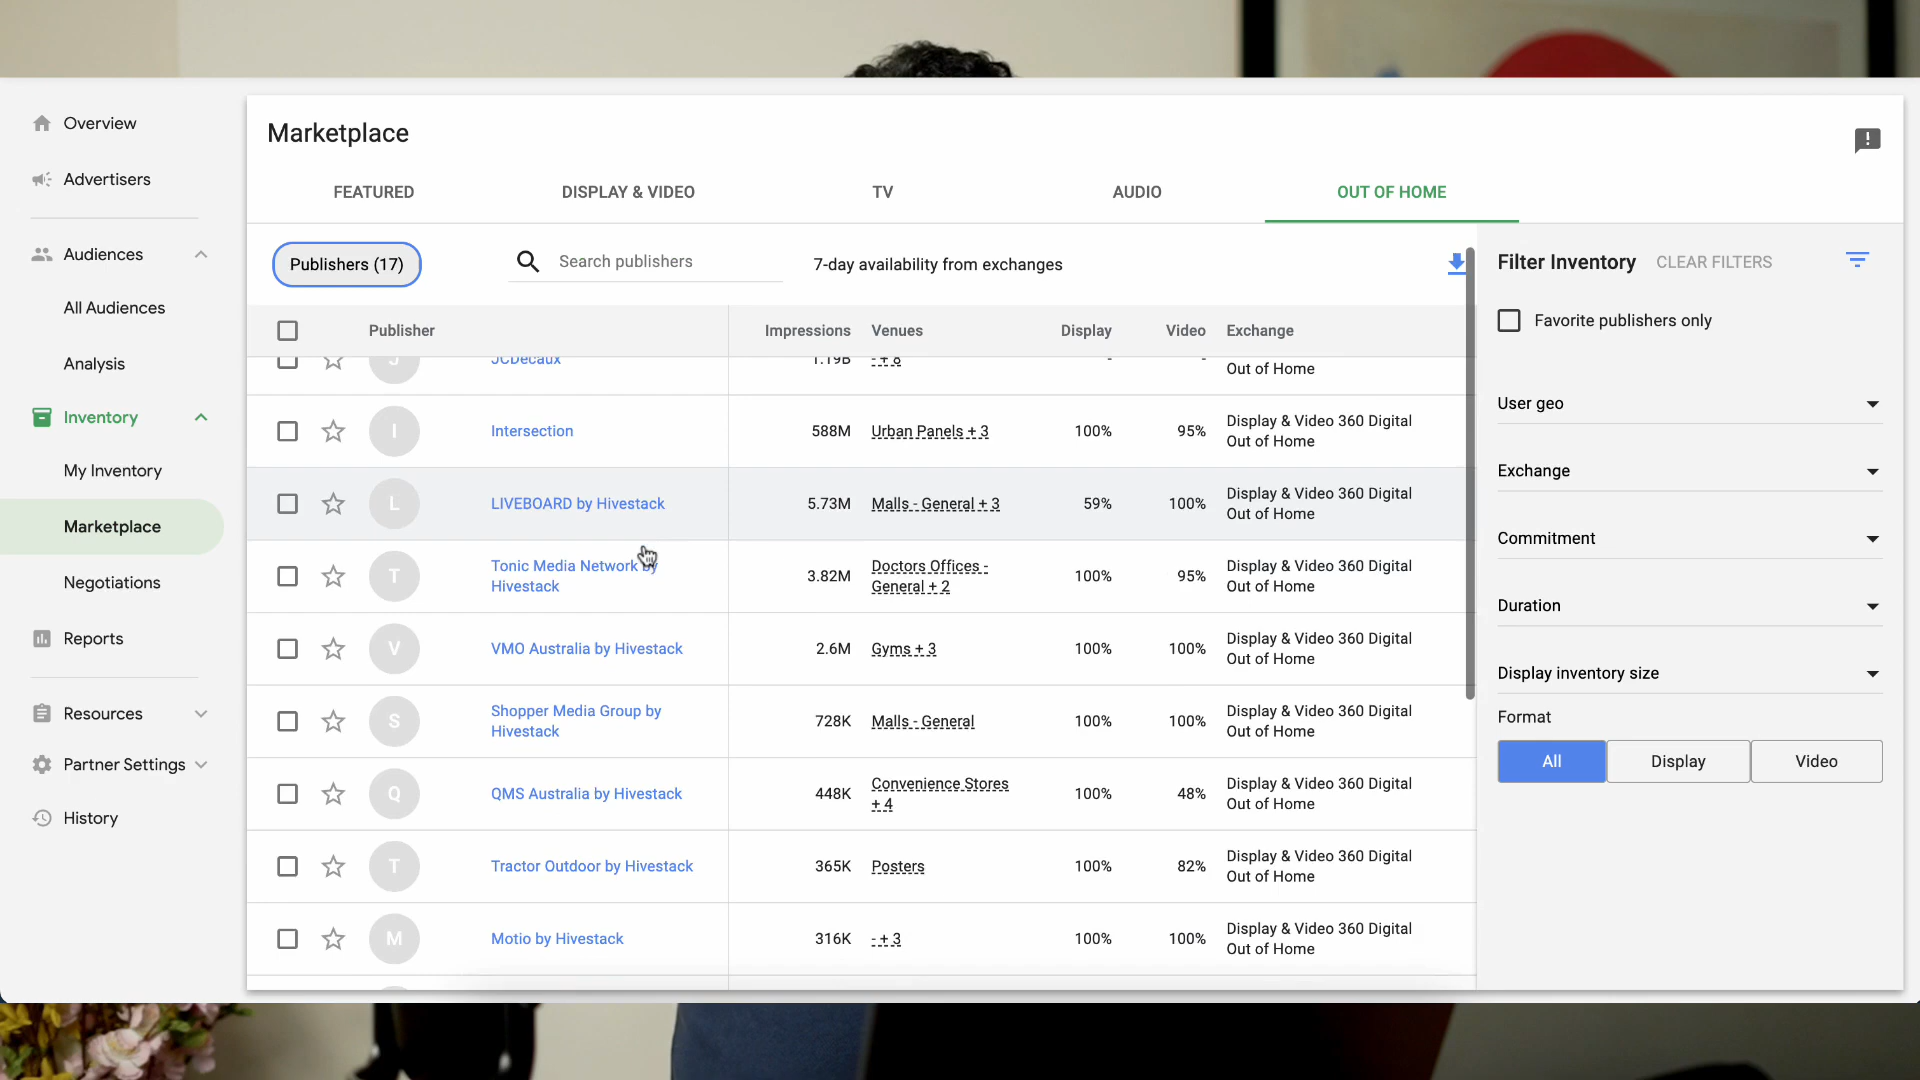 Overview
Advertisers
Audiences
All Audiences
Analysis
Inventory
My Inventory
Marketplace
Negotiations
Reports
Resources
Partner Settings
History
Marketplace
FEATURED
DISPLAY & VIDEO
TV
AUDIO
OUT OF HOME
Publishers (17)
Search publishers
7-day availability from exchanges
Publisher Impressions Venues Display Video Exchange
J JCDecaux 1.19B - + 8 - -
Out of Home
I Intersection 588M Urban Panels + 3 100% 95% Display & Video 360 Digital
Out of Home
L LIVEBOARD by Hivestack 5.73M Malls - General + 3 59% 100% Display & Video 360 Digital
Out of Home
T Tonic Media Network by 3.82M Doctors Offices - 100% 95% Display & Video 360 Digital
Hivestack General + 2 Out of Home
V VMO Australia by Hivestack 2.6M Gyms + 3 100% 100% Display & Video 360 Digital
Out of Home
S Shopper Media Group by 728K Malls - General 100% 100% Display & Video 360 Digital
Hivestack Out of Home
Q QMS Australia by Hivestack 448K Convenience Stores 100% 48% Display & Video 360 Digital
+ 4 Out of Home
T Tractor Outdoor by Hivestack 365K Posters 100% 82% Display & Video 360 Digital
Out of Home
M Motio by Hivestack 316K - + 3 100% 100% Display & Video 360 Digital
Out of Home
Filter Inventory CLEAR FILTERS
Favorite publishers only
User geo
Exchange
Commitment
Duration
Display inventory size
Format
All Display Video